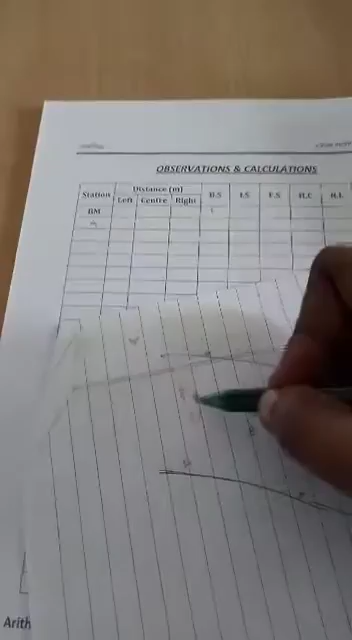 OBSERVATIONS & CALCULATIONS
Station Distance (m) B.S I.S F.S H.I R.L
Left Centre Right
BM
Arith